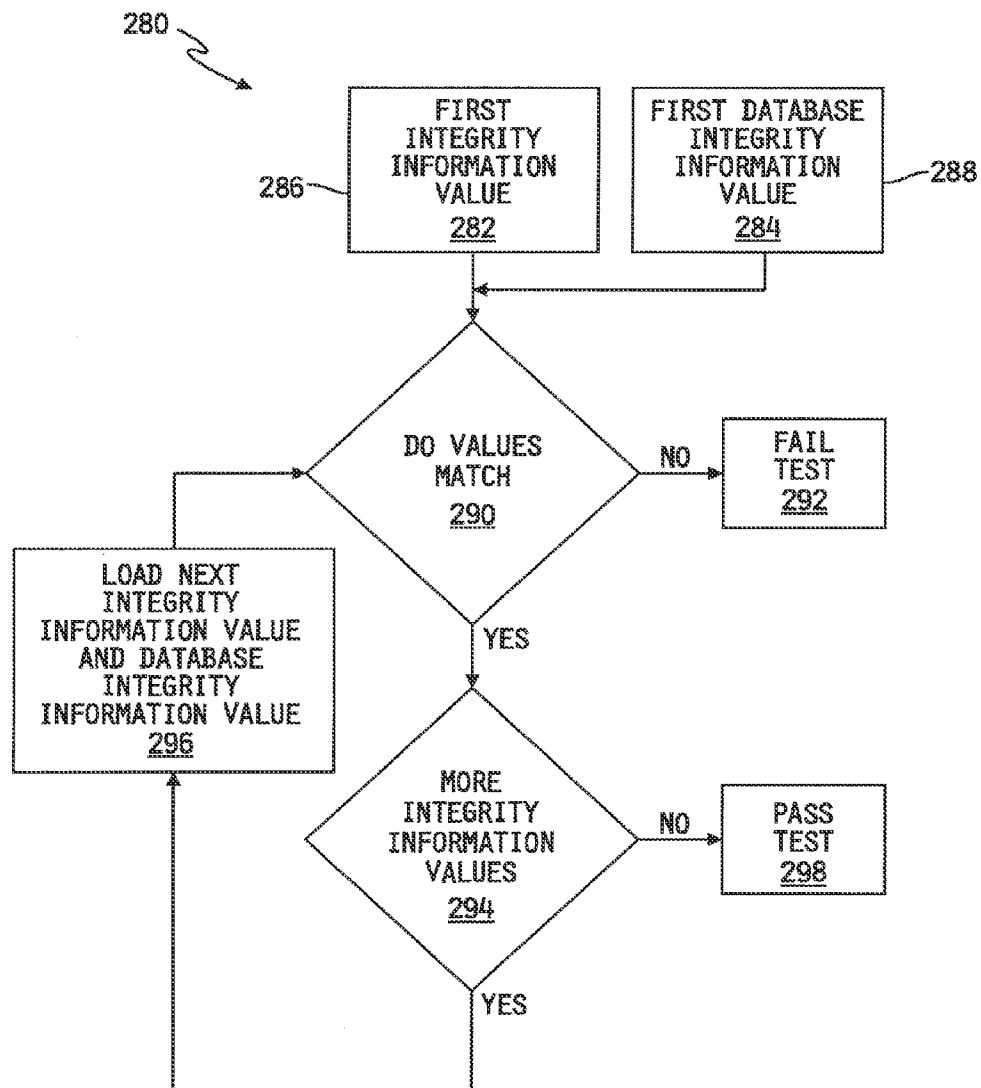 280
FIRST
INTEGRITY
INFORMATION
VALUE
282
FIRST DATABASE
INTEGRITY
INFORMATION
VALUE
284
286
288
DO VALUES
MATCH
290
NO
FAIL
TEST
292
YES
LOAD NEXT
INTEGRITY
INFORMATION VALUE
AND DATABASE
INTEGRITY
INFORMATION VALUE
296
MORE
INTEGRITY
INFORMATION
VALUES
294
NO
PASS
TEST
298
YES